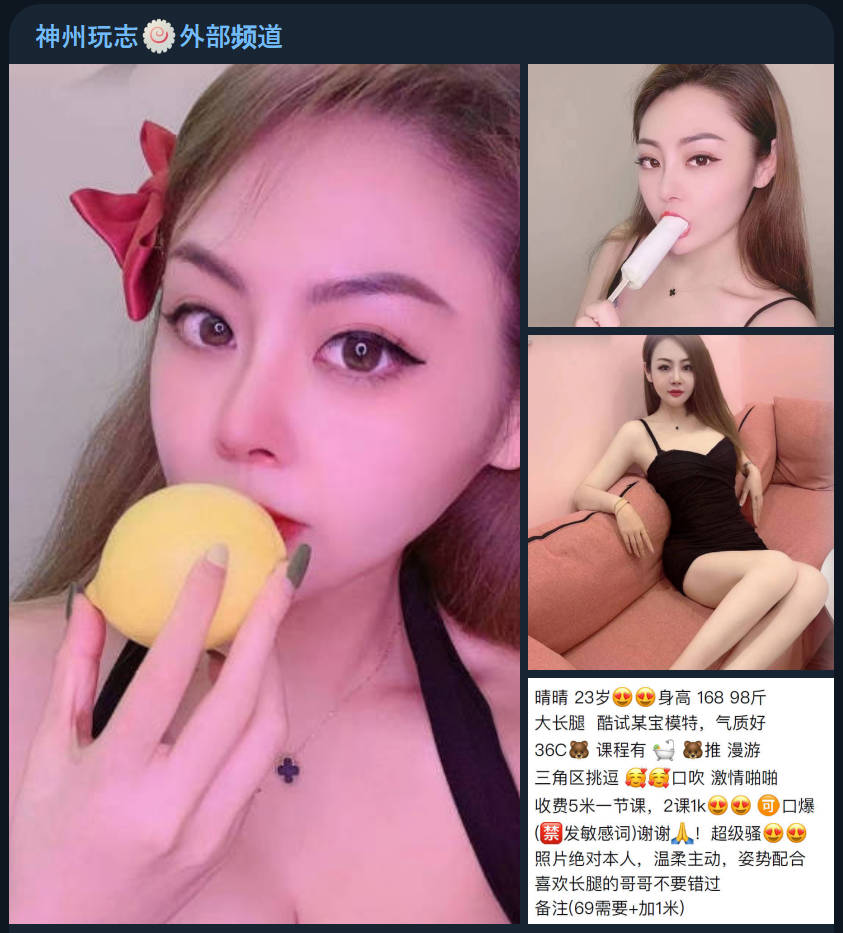 神州玩志🍥外部频道
晴晴 23岁😍😍身高 168 98斤
大长腿 酷试某宝模特，气质好
36C🐻 课程有 🛀 🐻推 漫游
三角区挑逗 🥰🥰口吹 激情啪啪
收费5米一节课，2课1k😍😍 🉑口爆
(🈲发敏感词)谢谢🙏！超级骚😍😍
照片绝对本人，温柔主动，姿势配合
喜欢长腿的哥哥不要错过
备注(69需要+加1米)